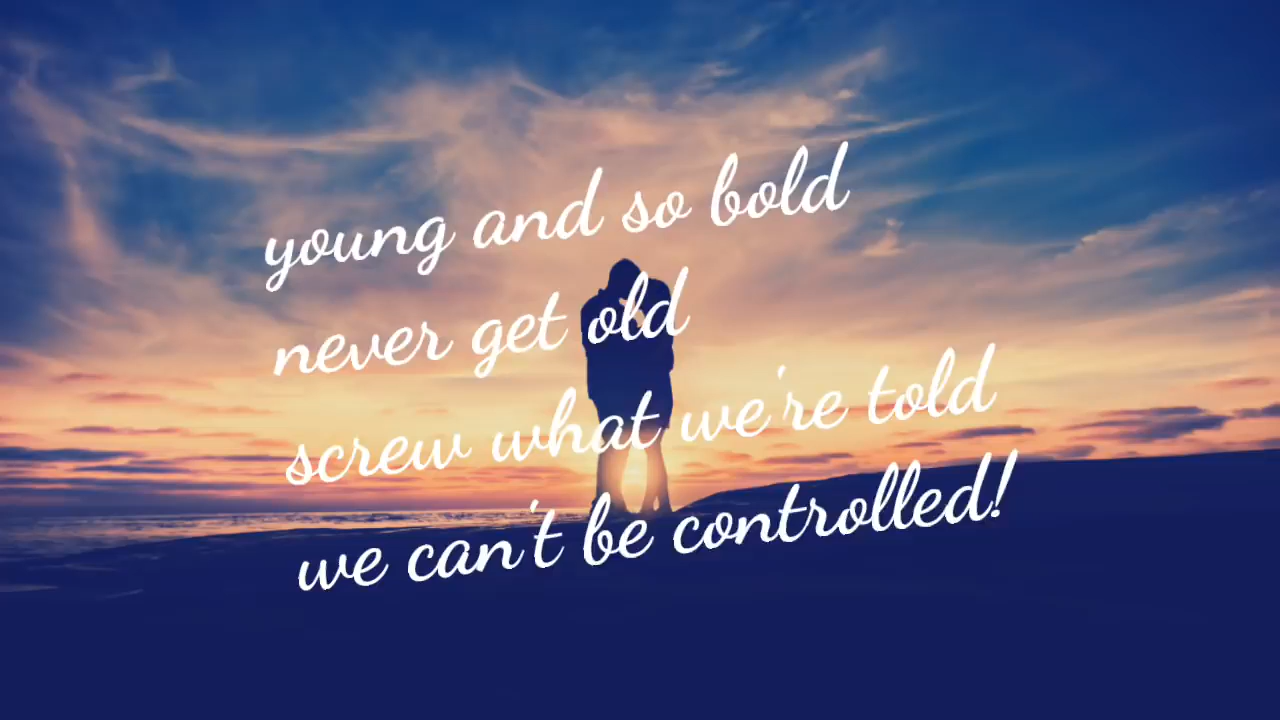 young and so bold
never get old
screw what we're told
we can't be controlled!